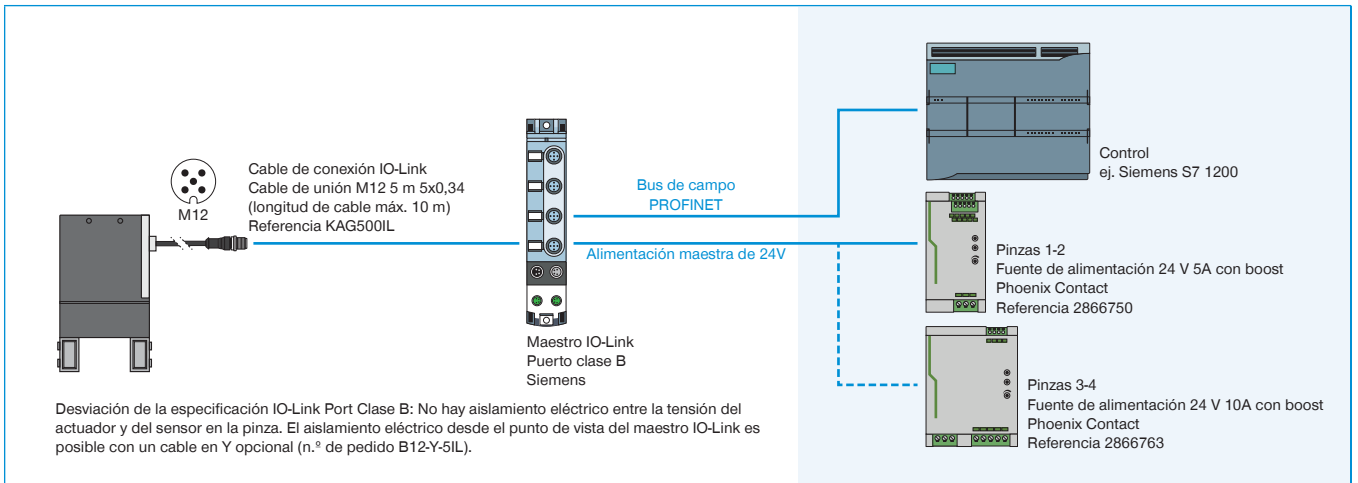 M12
Cable de conexión IO-Link
Cable de unión M12 5 m 5x0,34
(longitud de cable máx. 10 m)
Referencia KAG500IL
Maestro IO-Link
Puerto clase B
Siemens
Bus de campo
PROFINET
Alimentación maestra de 24V
Control
ej. Siemens S7 1200
Pinzas 1-2
Fuente de alimentación 24 V 5A con boost
Phoenix Contact
Referencia 2866750
Pinzas 3-4
Fuente de alimentación 24 V 10A con boost
Phoenix Contact
Referencia 2866763
Desviación de la especificación IO-Link Port Clase B: No hay aislamiento eléctrico entre la tensión del
actuador y del sensor en la pinza. El aislamiento eléctrico desde el punto de vista del maestro IO-Link es
posible con un cable en Y opcional (n.º de pedido B12-Y-5IL).